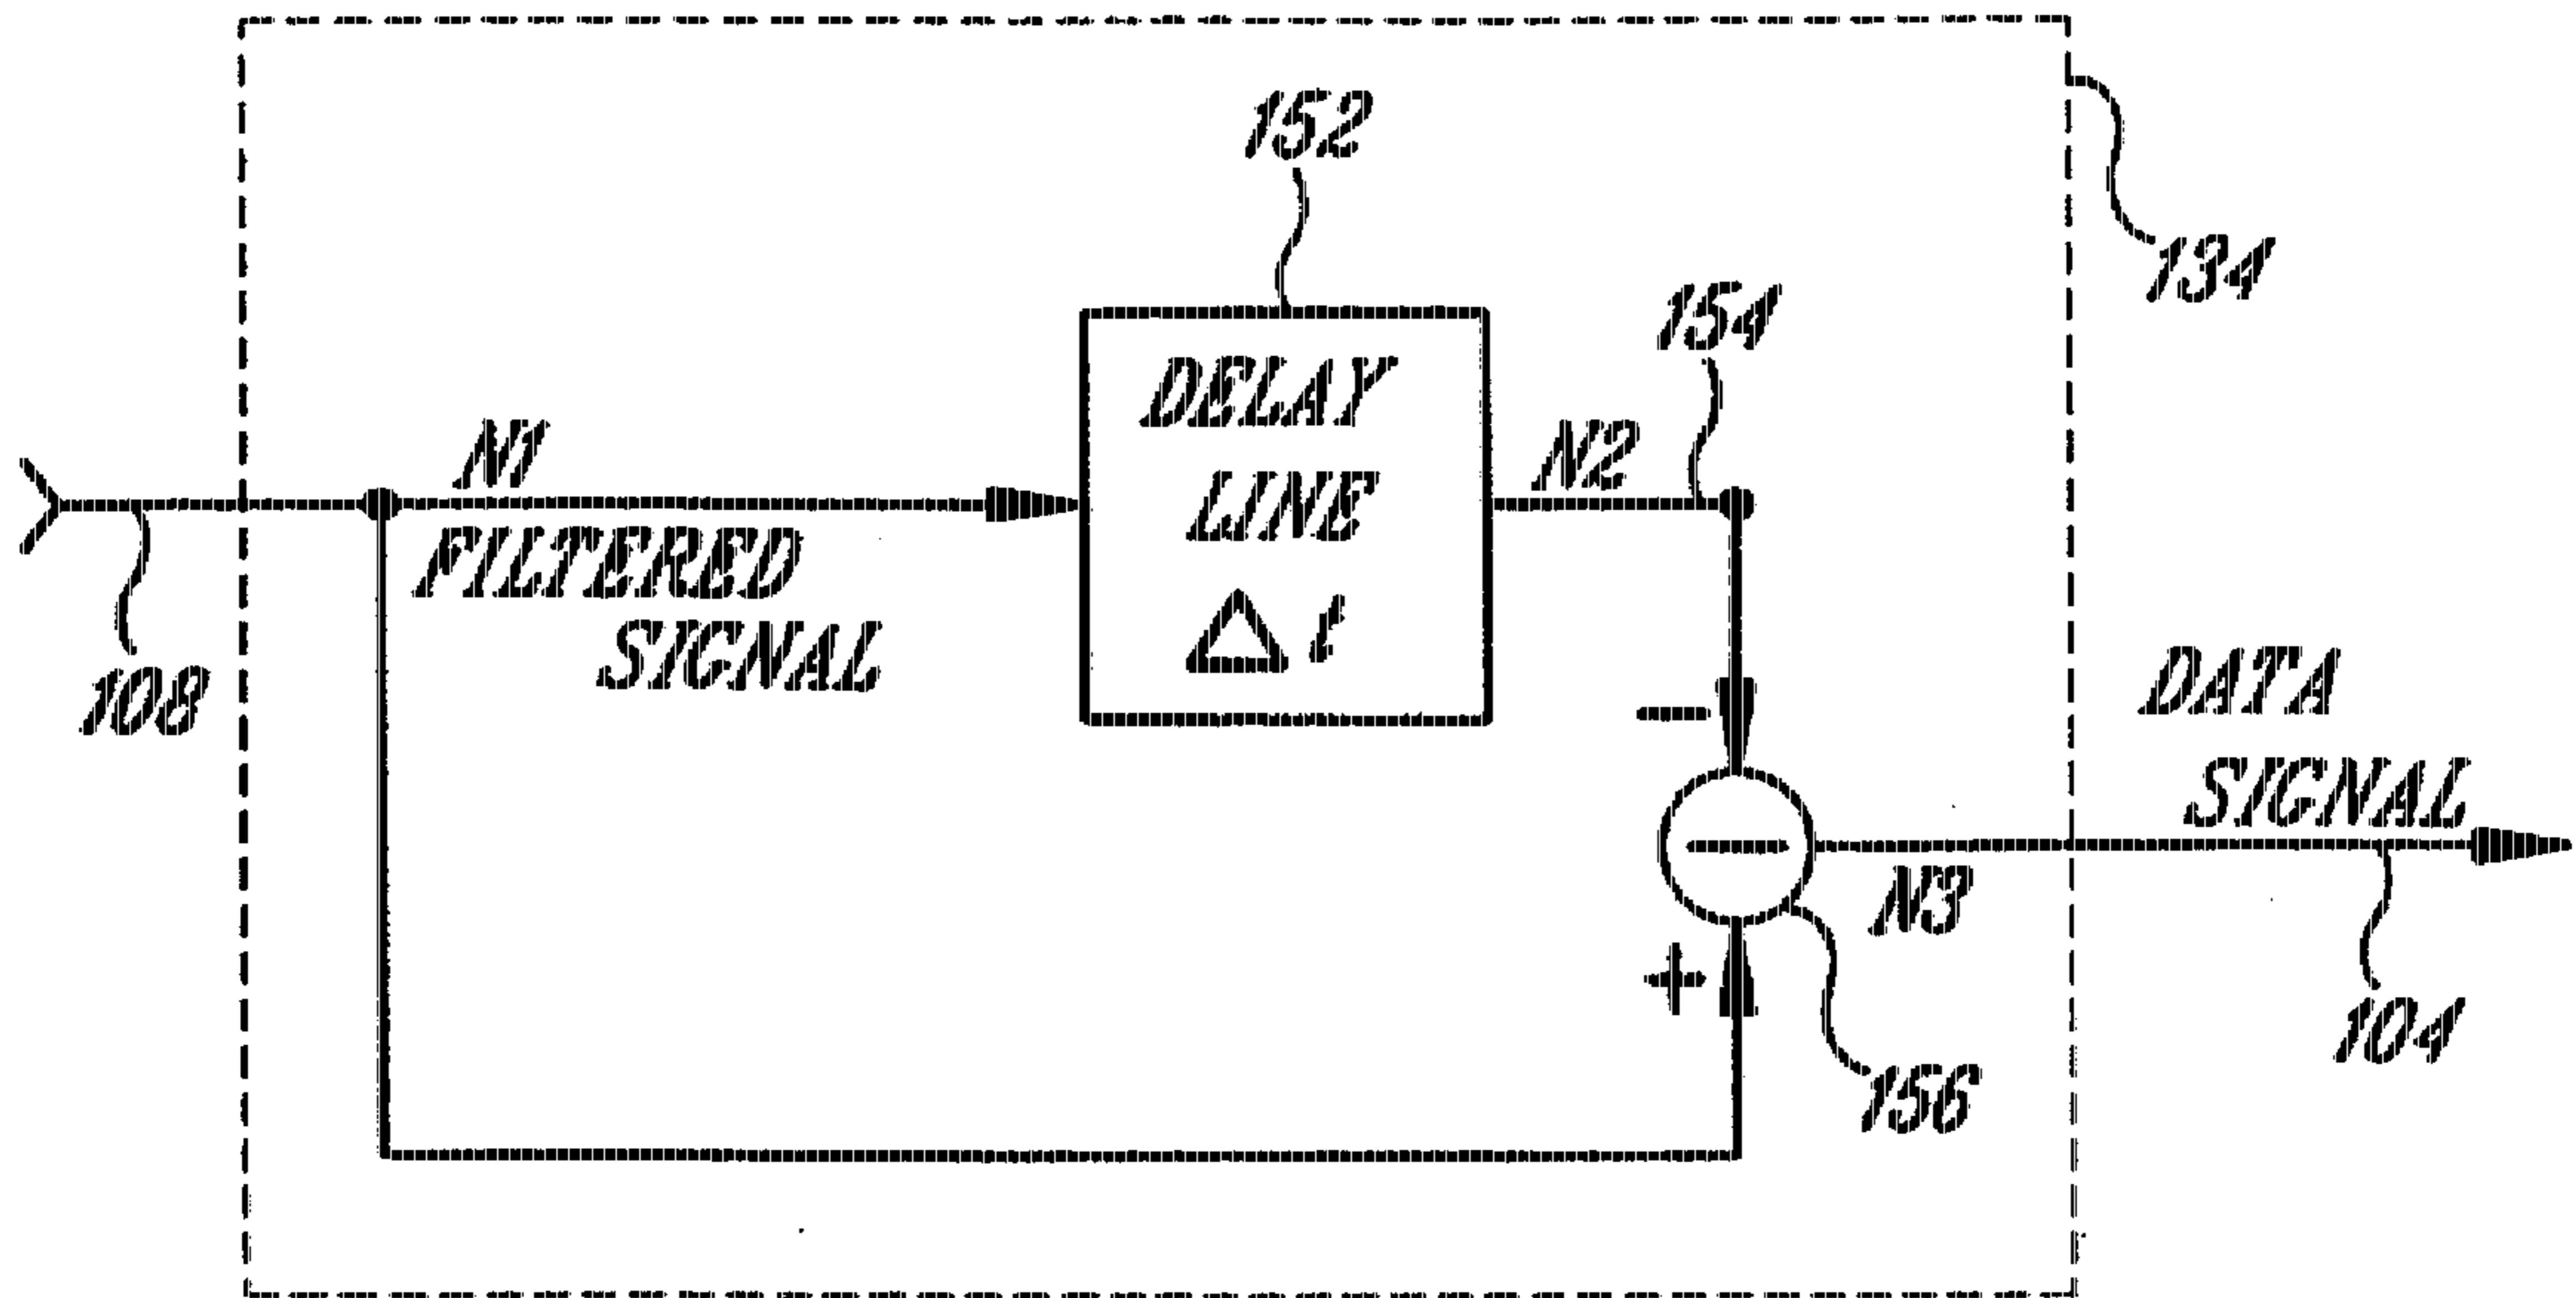 152
134
154
DELAY
LINE
Δt
N1
N2
FILTERED
SIGNAL
108
−
DATA
SIGNAL
−
N3
+
104
156